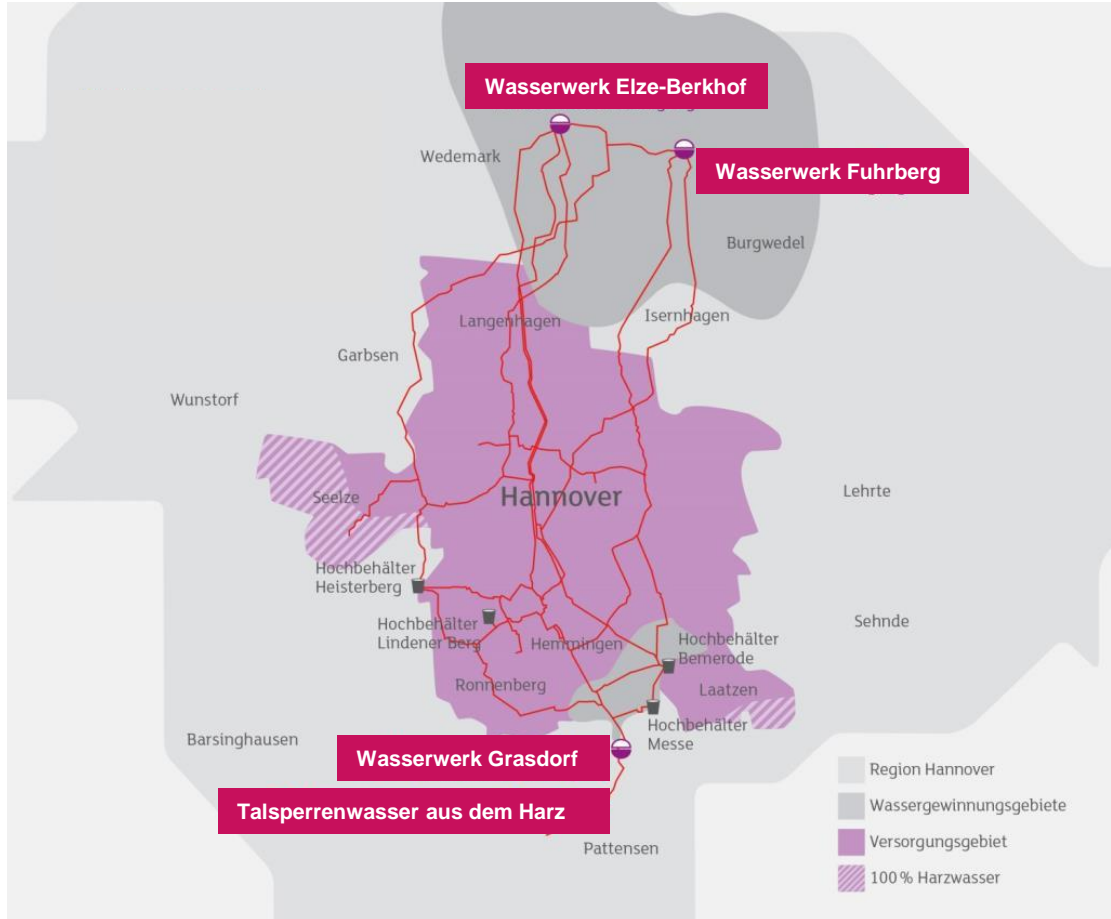 Wasserwerk Elze-Berkhof
Wedemark
Wasserwerk Fuhrberg
Burgwedel
Langenhagen
Isernhagen
Garbsen
Wunstorf
Hannover
Seelze
Lehrte
Hochbehälter
Heisterberg
Hochbehälter
Lindener Berg
Hemmingen
Sehnde
Hochbehälter
Bemerode
Ronnenberg
Laatzen
Hochbehälter
Messe
Barsinghausen
Wasserwerk Grasdorf
Talsperrenwasser aus dem Harz
Pattensen
Region Hannover
Wassergewinnungsgebiete
Versorgungsgebiet
100 % Harzwasser